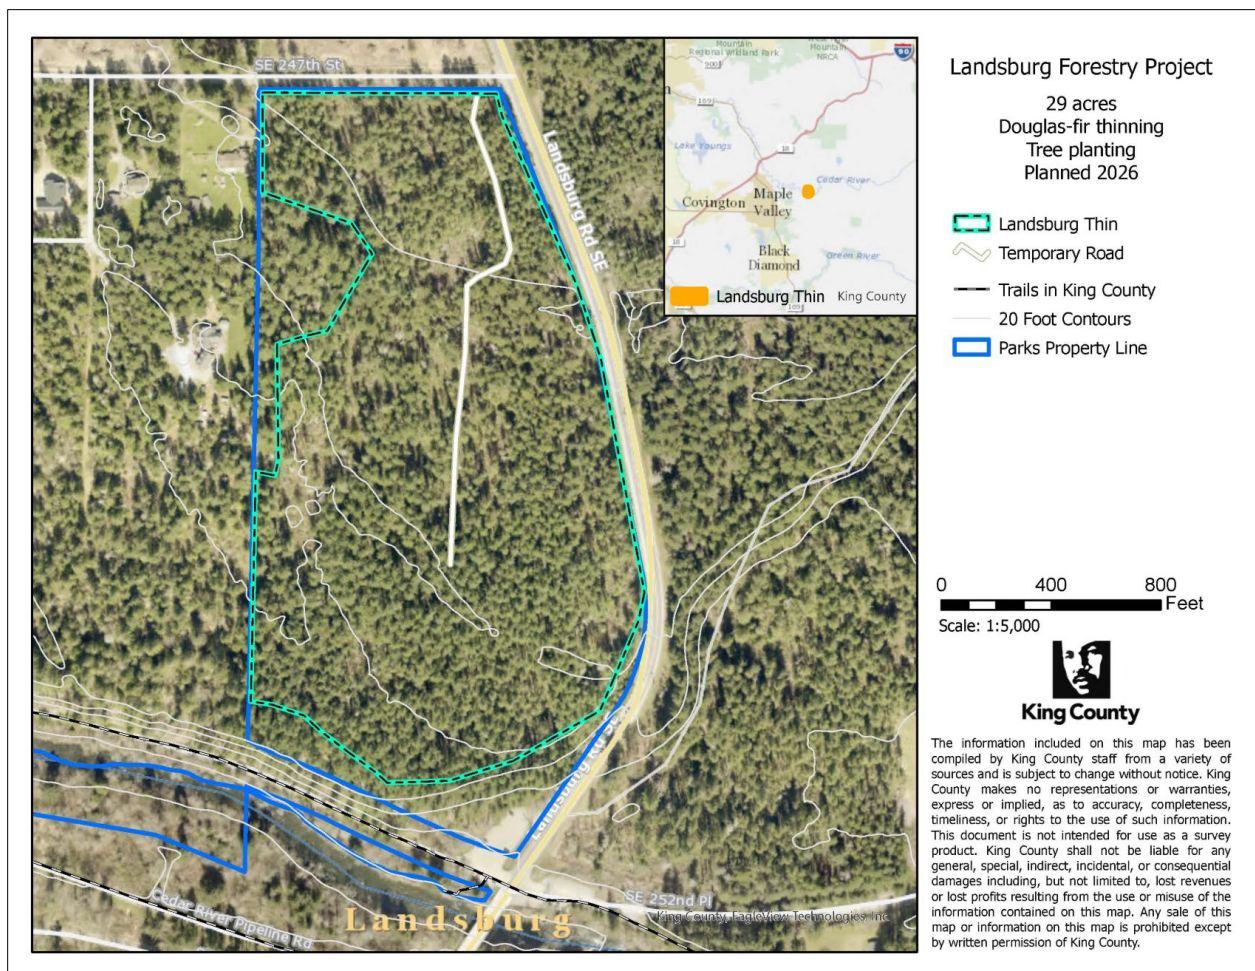 SE 247th St
Landsburg Rd SE
Landsburg Rd SE
SE 252nd Pl
Cedar River Pipeline Rd
Landsburg
King County, EagleView Technologies, Inc.
Mountain
Regional Wildland Park
Mountain
NRCA
90
900
169
18
Lake Youngs
Cedar River
Covington
Maple
Valley
18
Black
Diamond
Green River
169
Landsburg Thin
King County
Landsburg Forestry Project
29 acres
Douglas-fir thinning
Tree planting
Planned 2026
Landsburg Thin
Temporary Road
Trails in King County
20 Foot Contours
Parks Property Line
0 400 800
Feet
Scale: 1:5,000
King County
The information included on this map has been
compiled by King County staff from a variety of
sources and is subject to change without notice. King
County makes no representations or warranties,
express or implied, as to accuracy, completeness,
timeliness, or rights to the use of such information.
This document is not intended for use as a survey
product. King County shall not be liable for any
general, special, indirect, incidental, or consequential
damages including, but not limited to, lost revenues
or lost profits resulting from the use or misuse of the
information contained on this map. Any sale of this
map or information on this map is prohibited except
by written permission of King County.